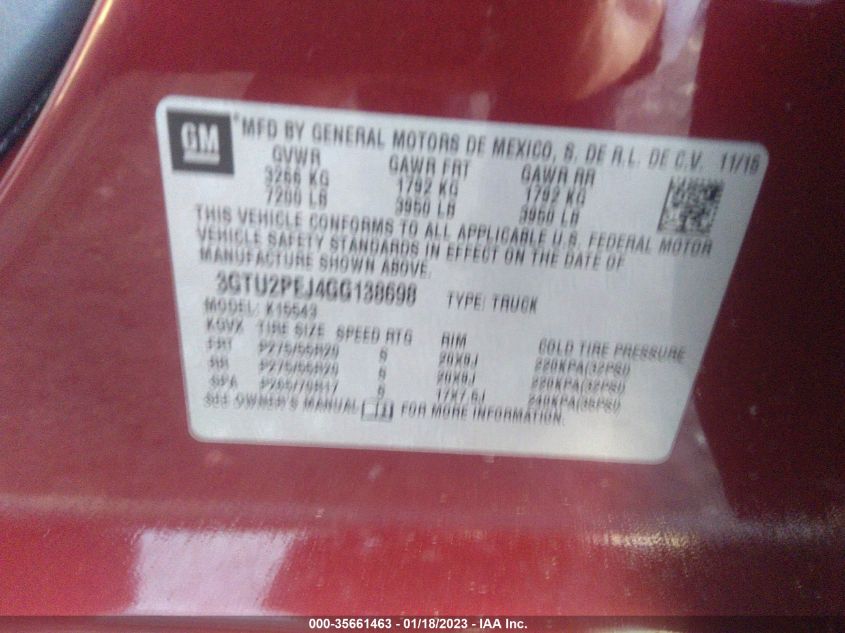 GM
*MFD BY GENERAL MOTORS DE MEXICO, S. DE R.L. DE C.V. 11/15
GVWR GAWR FRT GAWR RR
3266 KG 1792 KG 1792 KG
7200 LB 3950 LB 3950 LB
THIS VEHICLE CONFORMS TO ALL APPLICABLE U.S. FEDERAL MOTOR
VEHICLE SAFETY STANDARDS IN EFFECT ON THE DATE OF
MANUFACTURE SHOWN ABOVE.
3GTU2PEJ4GG138698 TYPE: TRUCK
MODEL: K15543
TIRE SIZE SPEED RTG RIM COLD TIRE PRESSURE
FRT P275/55R20 S 20X9J 220KPA(32PSI)
RR P275/55R20 S 20X9J 220KPA(32PSI)
SPA P265/70R17 S 17X7.5J 240KPA(35PSI)
SEE OWNER'S MANUAL FOR MORE INFORMATION.
000-35661463 - 01/18/2023 - IAA Inc.